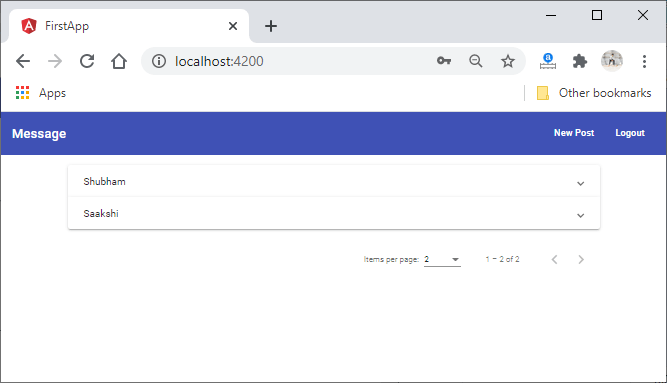 FirstApp
localhost:4200
Apps
Other bookmarks
Message New Post Logout
Shubham
Saakshi
Items per page: 2 1 – 2 of 2